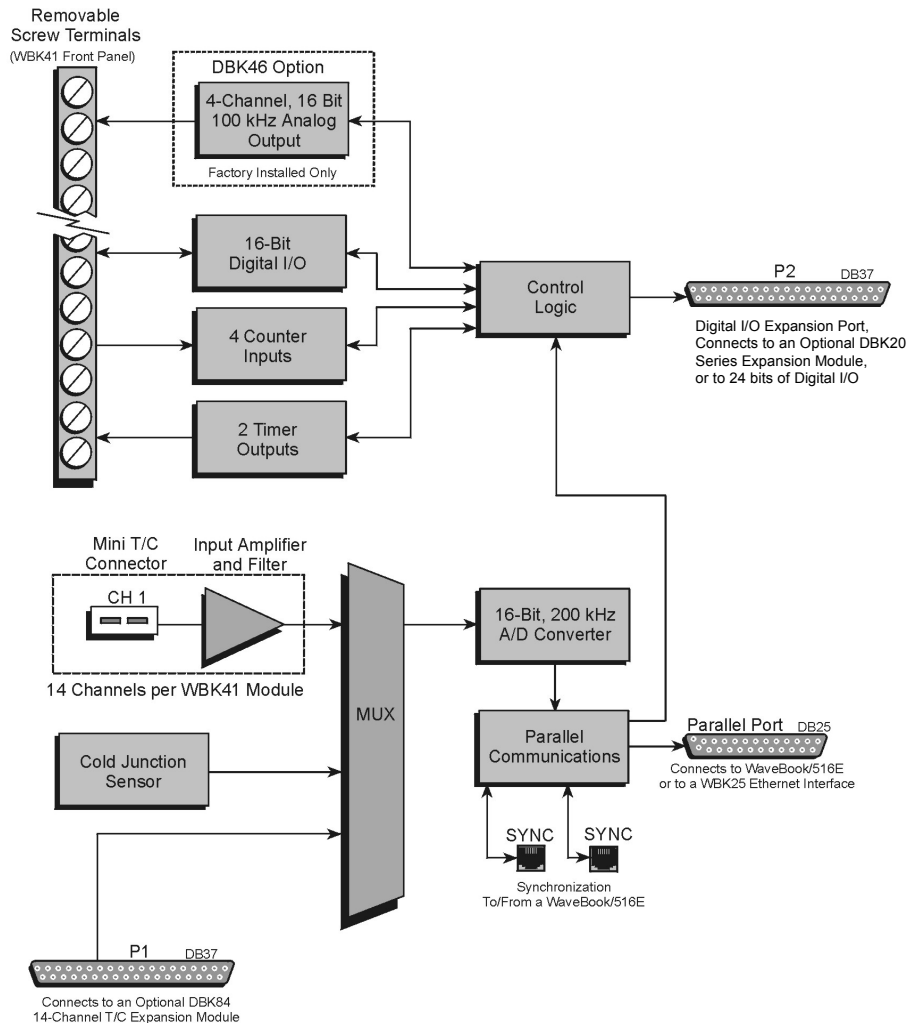 Removable
Screw Terminals
(WBK41 Front Panel)
DBK46 Option
4-Channel, 16 Bit
100 kHz Analog
Output
Factory Installed Only
16-Bit
Digital I/O
4 Counter
Inputs
2 Timer
Outputs
Control
Logic
P2
DB37
Digital I/O Expansion Port,
Connects to an Optional DBK20
Series Expansion Module,
or to 24 bits of Digital I/O
Mini T/C
Connector
Input Amplifier
and Filter
CH 1
14 Channels per WBK41 Module
MUX
16-Bit, 200 kHz
A/D Converter
Cold Junction
Sensor
Parallel
Communications
Parallel Port
DB25
Connects to WaveBook/516E
or to a WBK25 Ethernet Interface
SYNC
SYNC
Synchronization
To/From a WaveBook/516E
P1
DB37
Connects to an Optional DBK84
14-Channel T/C Expansion Module